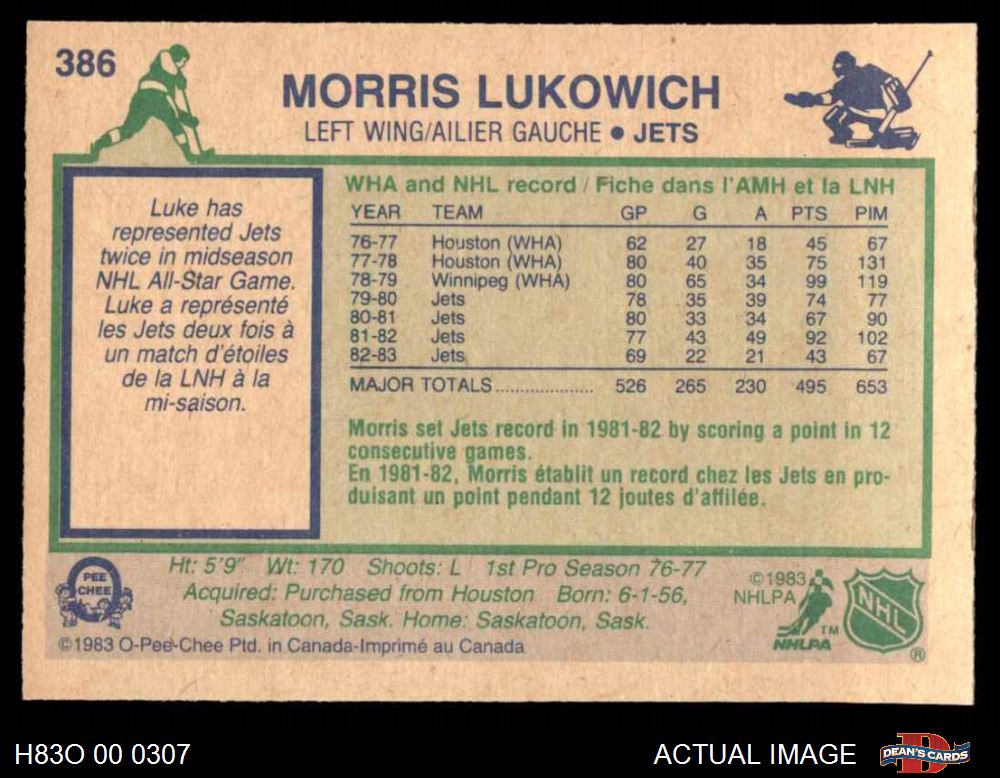 386
MORRIS LUKOWICH
LEFT WING/AILIER GAUCHE ● JETS
Luke has
represented Jets
twice in midseason
NHL All-Star Game.
Luke a représenté
les Jets deux fois à
un match d'étoiles
de la LNH à la
mi-saison.
WHA and NHL record / Fiche dans l'AMH et la LNH
YEAR TEAM GP G A PTS PIM
76-77 Houston (WHA) 62 27 18 45 67
77-78 Houston (WHA) 80 40 35 75 131
78-79 Winnipeg (WHA) 80 65 34 99 119
79-80 Jets 78 35 39 74 77
80-81 Jets 80 33 34 67 90
81-82 Jets 77 43 49 92 102
82-83 Jets 69 22 21 43 67
MAJOR TOTALS................ 526 265 230 495 653
Morris set Jets record in 1981-82 by scoring a point in 12
consecutive games.
En 1981-82, Morris établit un record chez les Jets en pro-
duisant un point pendant 12 joutes d'affilée.
PEE
CHEE
Ht: 5'9" Wt: 170 Shoots: L 1st Pro Season 76-77
Acquired: Purchased from Houston Born: 6-1-56,
Saskatoon, Sask. Home: Saskatoon, Sask.
©1983 O-Pee-Chee Ptd. in Canada-Imprimé au Canada
©1983
NHLPA
TM
NHLPA
NHL
®
H83O 00 0307
ACTUAL IMAGE
D
DEAN'S CARDS